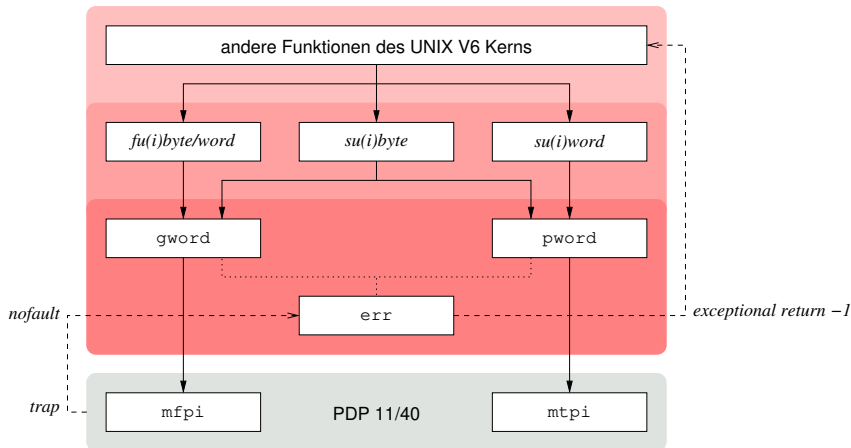 andere Funktionen des UNIX V6 Kerns
fu(i)byte/word
su(i)byte
su(i)word
gword
pword
nofault
err
exceptional return −1
trap
mfpi
PDP 11/40
mtpi